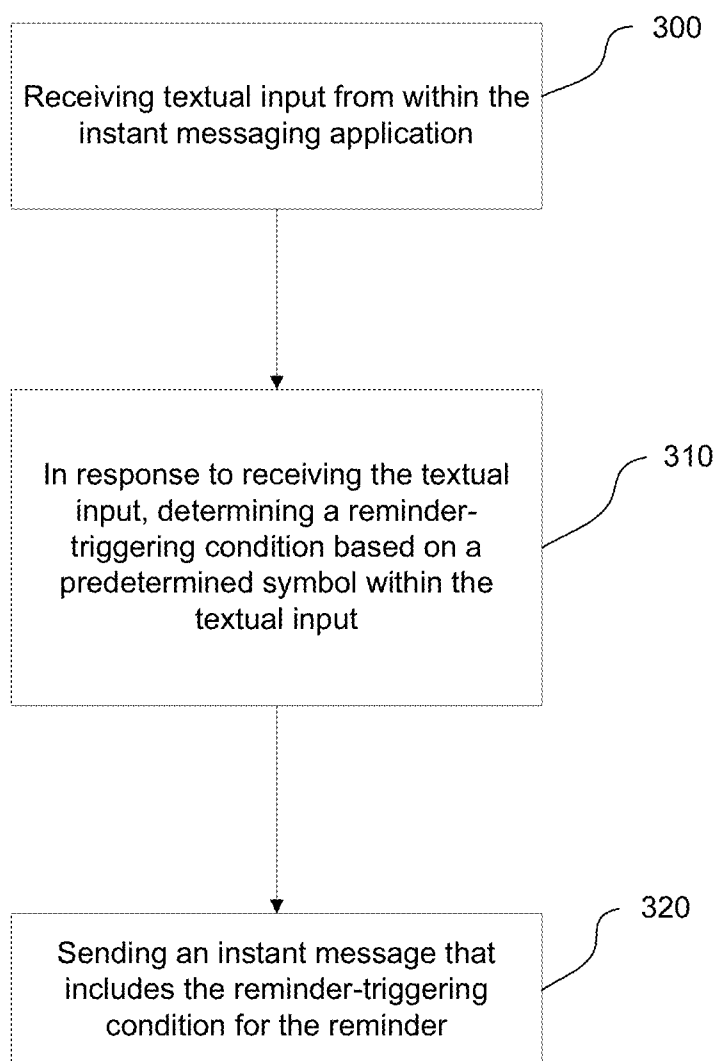 300
Receiving textual input from within the
instant messaging application
310
In response to receiving the textual
input, determining a reminder-
triggering condition based on a
predetermined symbol within the
textual input
320
Sending an instant message that
includes the reminder-triggering
condition for the reminder